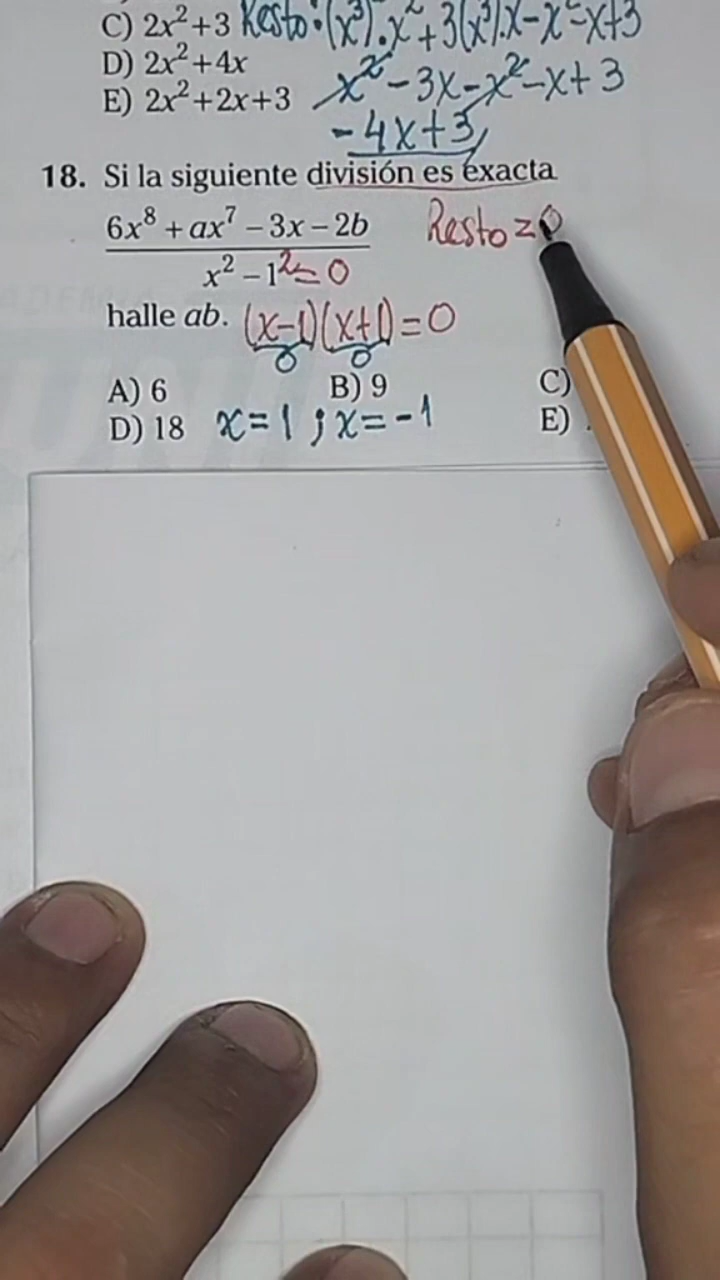 C) 2x²+3 Resto:(x³).x²+3(x³).x-x²-x+3
D) 2x²+4x
E) 2x²+2x+3 x²-3x-x²-x+3
-4x+3
18. Si la siguiente división es exacta
6x⁸ + ax⁷ - 3x - 2b Resto=0
x² - 1² = 0
halle ab. (x-1)(x+1)=0
0 0
A) 6 B) 9 C)
D) 18 x=1 ; x=-1 E)